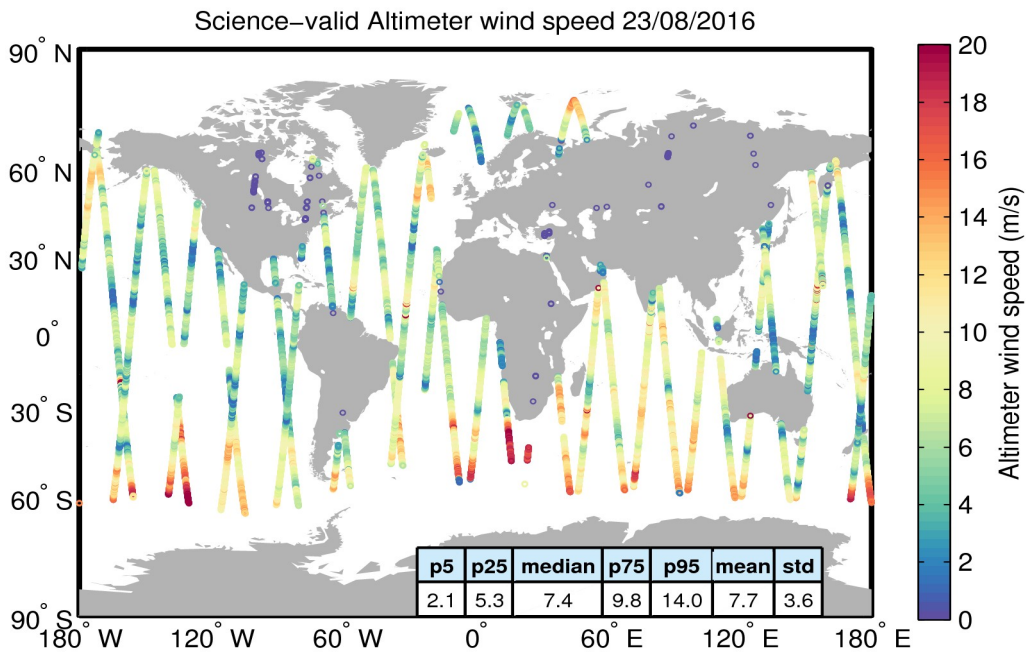 Science−valid Altimeter wind speed 23/08/2016
90° N
60° N
30° N
0°
30° S
60° S
90° S
180° W
120° W
60° W
0°
60° E
120° E
180° E
p5 p25 median p75 p95 mean std
2.1 5.3 7.4 9.8 14.0 7.7 3.6
20
18
16
14
12
10
8
6
4
2
0
Altimeter wind speed (m/s)